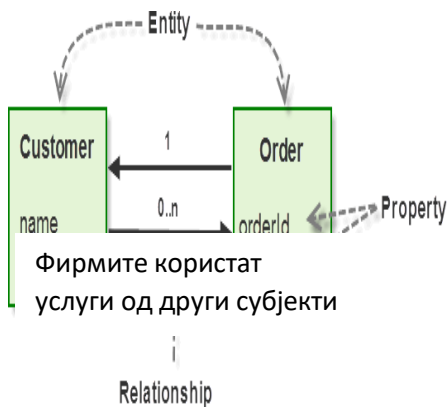 Entity
Customer
1
Order
0..n
Property
name
orderId
Фирмите користат
услуги од други субјекти
Relationship